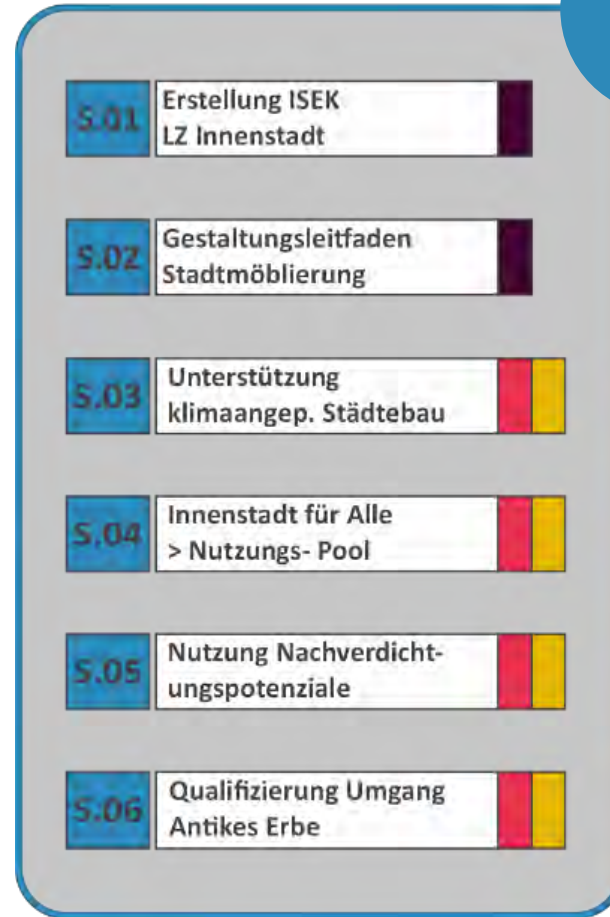 S.01
Erstellung ISEK
LZ Innenstadt
S.02
Gestaltungsleitfaden
Stadtmöblierung
S.03
Unterstützung
klimaangep. Städtebau
S.04
Innenstadt für Alle
> Nutzungs- Pool
S.05
Nutzung Nachverdicht-
ungspotenziale
S.06
Qualifizierung Umgang
Antikes Erbe